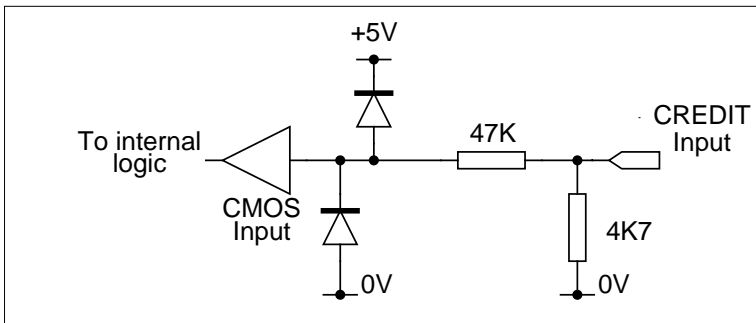 +5V
To internal
logic
CMOS
Input
0V
47K
CREDIT
Input
4K7
0V